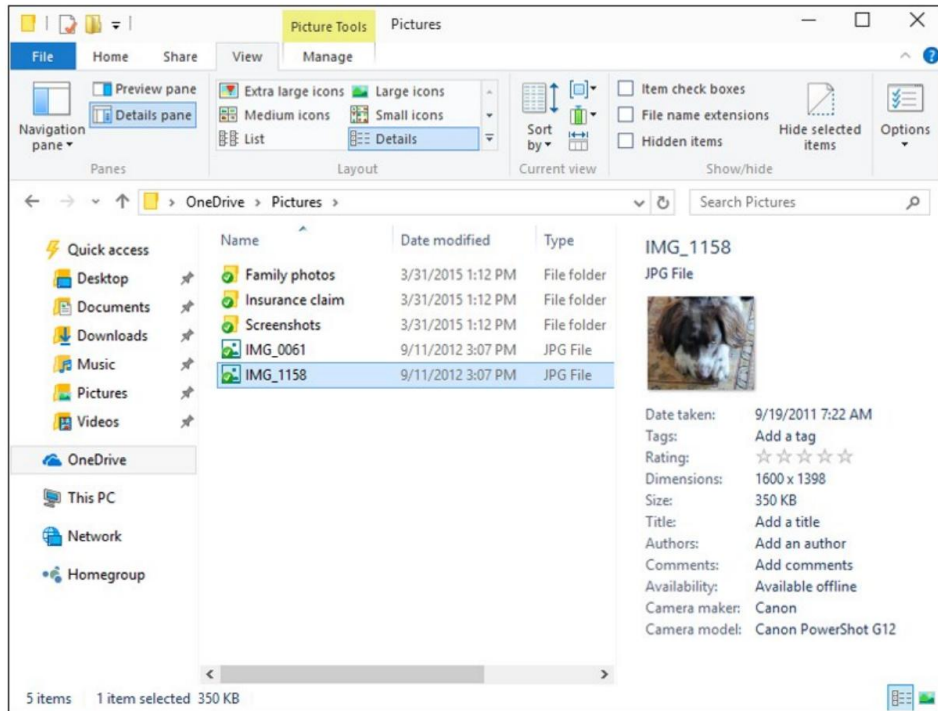 Picture Tools Pictures
File Home Share View Manage
Navigation pane
Preview pane
Details pane
Panes
Extra large icons Large icons
Medium icons Small icons
List Details
Layout
Sort by
Current view
Item check boxes
File name extensions
Hidden items
Hide selected items
Show/hide
Options
OneDrive Pictures
Search Pictures
Quick access
Desktop
Documents
Downloads
Music
Pictures
Videos
OneDrive
This PC
Network
Homegroup
Name Date modified Type
Family photos 3/31/2015 1:12 PM File folder
Insurance claim 3/31/2015 1:12 PM File folder
Screenshots 3/31/2015 1:12 PM File folder
IMG_0061 9/11/2012 3:07 PM JPG File
IMG_1158 9/11/2012 3:07 PM JPG File
IMG_1158
JPG File
Date taken: 9/19/2011 7:22 AM
Tags: Add a tag
Rating:
Dimensions: 1600 x 1398
Size: 350 KB
Title: Add a title
Authors: Add an author
Comments: Add comments
Availability: Available offline
Camera maker: Canon
Camera model: Canon PowerShot G12
5 items 1 item selected 350 KB